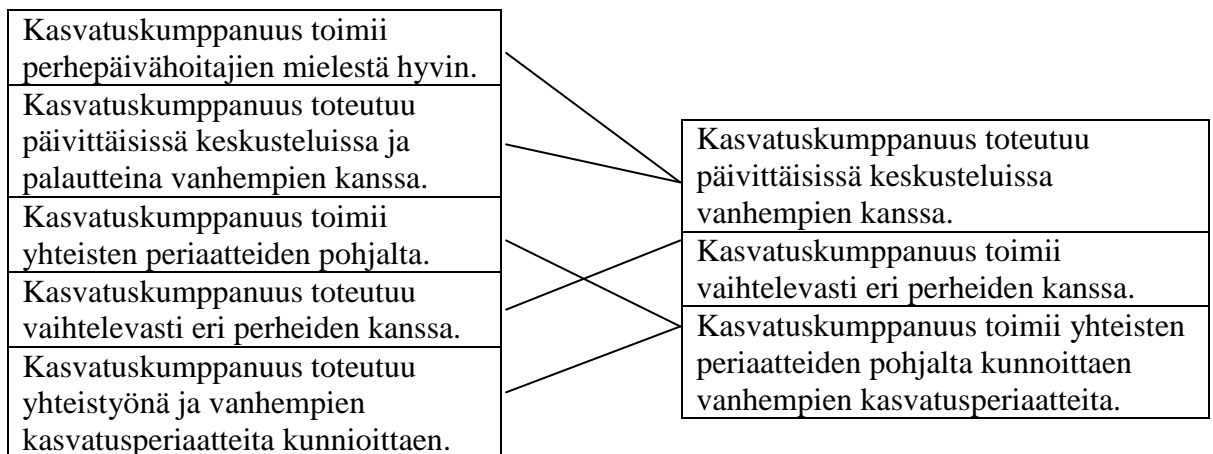 Kasvatuskumppanuus toimii
perhepäivähoitajien mielestä hyvin.
Kasvatuskumppanuus toteutuu
päivittäisissä keskusteluissa ja
palautteina vanhempien kanssa.
Kasvatuskumppanuus toimii
yhteisten periaatteiden pohjalta.
Kasvatuskumppanuus toteutuu
vaihtelevasti eri perheiden kanssa.
Kasvatuskumppanuus toteutuu
yhteistyönä ja vanhempien
kasvatusperiaatteita kunnioittaen.
Kasvatuskumppanuus toteutuu
päivittäisissä keskusteluissa
vanhempien kanssa.
Kasvatuskumppanuus toimii
vaihtelevasti eri perheiden kanssa.
Kasvatuskumppanuus toimii yhteisten
periaatteiden pohjalta kunnoittaen
vanhempien kasvatusperiaatteita.